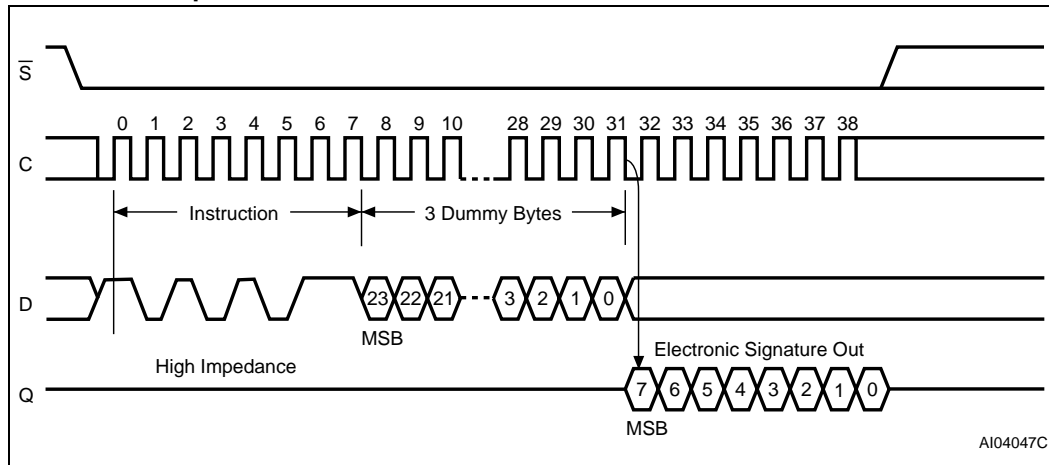 S
0 1 2 3 4 5 6 7 8 9 10 28 29 30 31 32 33 34 35 36 37 38
C
Instruction 3 Dummy Bytes
D 23 22 21 3 2 1 0
MSB
High Impedance Electronic Signature Out
Q 7 6 5 4 3 2 1 0
MSB
AI04047C